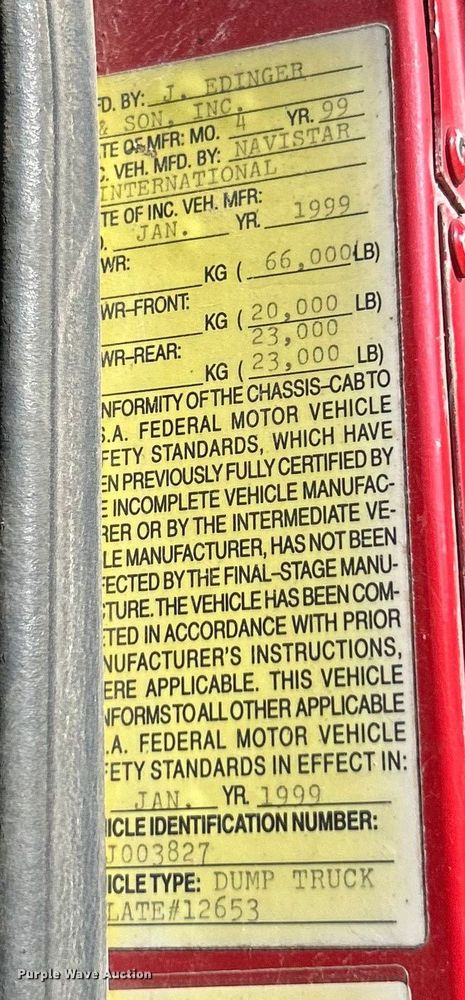 FD. BY: J. EDINGER
& SON, INC.
TE OF MFR: MO. 4 YR. 99
C. VEH. MFD. BY: NAVISTAR
INTERNATIONAL
TE OF INC. VEH. MFR:
JAN. YR. 1999
WR:
KG ( 66,000 LB)
WR-FRONT:
KG ( 20,000 LB)
23,000
WR-REAR:
KG ( 23,000 LB)
NFORMITY OF THE CHASSIS-CAB TO
S.A. FEDERAL MOTOR VEHICLE
FETY STANDARDS, WHICH HAVE
EN PREVIOUSLY FULLY CERTIFIED BY
E INCOMPLETE VEHICLE MANUFAC-
RER OR BY THE INTERMEDIATE VE-
LE MANUFACTURER, HAS NOT BEEN
FECTED BY THE FINAL-STAGE MANU-
TURE. THE VEHICLE HAS BEEN COM-
TED IN ACCORDANCE WITH PRIOR
NUFACTURER'S INSTRUCTIONS,
ERE APPLICABLE. THIS VEHICLE
NFORMS TO ALL OTHER APPLICABLE
.A. FEDERAL MOTOR VEHICLE
FETY STANDARDS IN EFFECT IN:
JAN. YR. 1999
ICLE IDENTIFICATION NUMBER:
J003827
ICLE TYPE: DUMP TRUCK
LATE#12653
Purple Wave Auction